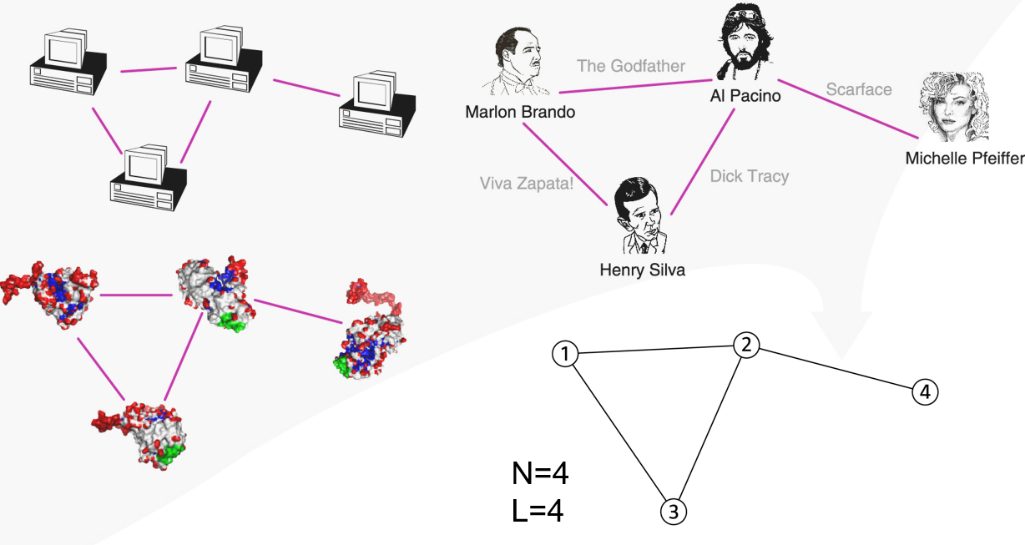 The Godfather
Scarface
Marlon Brando
Al Pacino
Michelle Pfeiffer
Viva Zapata!
Dick Tracy
Henry Silva
1
2
4
3
N=4
L=4